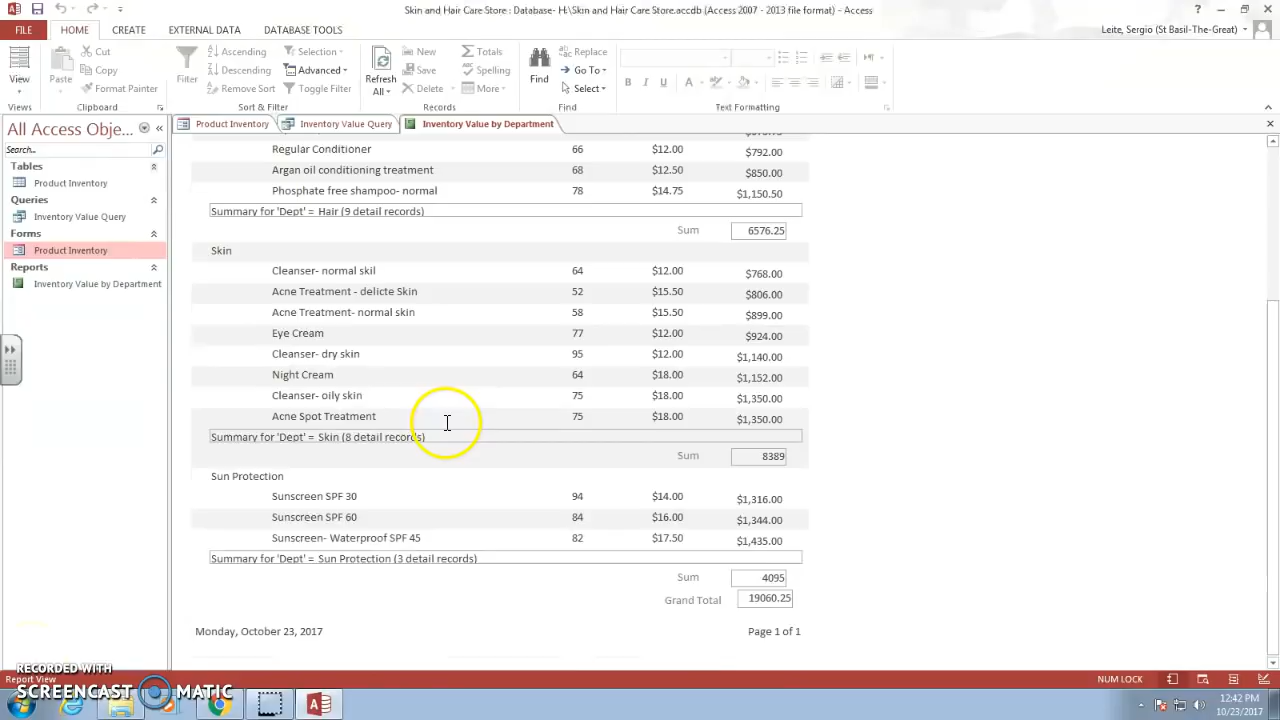 Skin and Hair Care Store : Database- H:\Skin and Hair Care Store.accdb (Access 2007 - 2013 file format) - Access
FILE HOME CREATE EXTERNAL DATA DATABASE TOOLS Leite, Sergio (St Basil-The-Great)
View
Views
Paste
Cut
Copy
Format Painter
Clipboard
Filter
Ascending
Descending
Remove Sort
Selection
Advanced
Toggle Filter
Sort & Filter
Refresh
All
New
Save
Delete
Totals
Spelling
More
Records
Find
Replace
Go To
Select
Find
B I U A
Text Formatting
All Access Obje...
Search...
Tables
Product Inventory
Queries
Inventory Value Query
Forms
Product Inventory
Reports
Inventory Value by Department
Product Inventory Inventory Value Query Inventory Value by Department
Regular Conditioner 66 $12.00 $792.00
Argan oil conditioning treatment 68 $12.50 $850.00
Phosphate free shampoo- normal 78 $14.75 $1,150.50
Summary for 'Dept' = Hair (9 detail records)
Sum 6576.25
Skin
Cleanser- normal skil 64 $12.00 $768.00
Acne Treatment - delicte Skin 52 $15.50 $806.00
Acne Treatment- normal skin 58 $15.50 $899.00
Eye Cream 77 $12.00 $924.00
Cleanser- dry skin 95 $12.00 $1,140.00
Night Cream 64 $18.00 $1,152.00
Cleanser- oily skin 75 $18.00 $1,350.00
Acne Spot Treatment 75 $18.00 $1,350.00
Summary for 'Dept' = Skin (8 detail records)
Sum 8389
Sun Protection
Sunscreen SPF 30 94 $14.00 $1,316.00
Sunscreen SPF 60 84 $16.00 $1,344.00
Sunscreen- Waterproof SPF 45 82 $17.50 $1,435.00
Summary for 'Dept' = Sun Protection (3 detail records)
Sum 4095
Grand Total 19060.25
Monday, October 23, 2017 Page 1 of 1
RECORDED WITH
Report View NUM LOCK
SCREENCAST MATIC
12:42 PM
10/23/2017